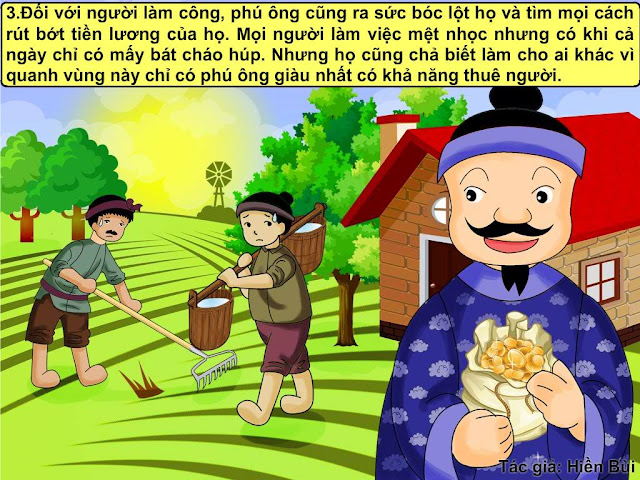 3.Đối với người làm công, phú ông cũng ra sức bóc lột họ và tìm mọi cách
rút bớt tiền lương của họ. Mọi người làm việc mệt nhọc nhưng có khi cả
ngày chỉ có mấy bát cháo húp. Nhưng họ cũng chả biết làm cho ai khác vì
quanh vùng này chỉ có phú ông giàu nhất có khả năng thuê người.
Tác giả: Hiền Bùi